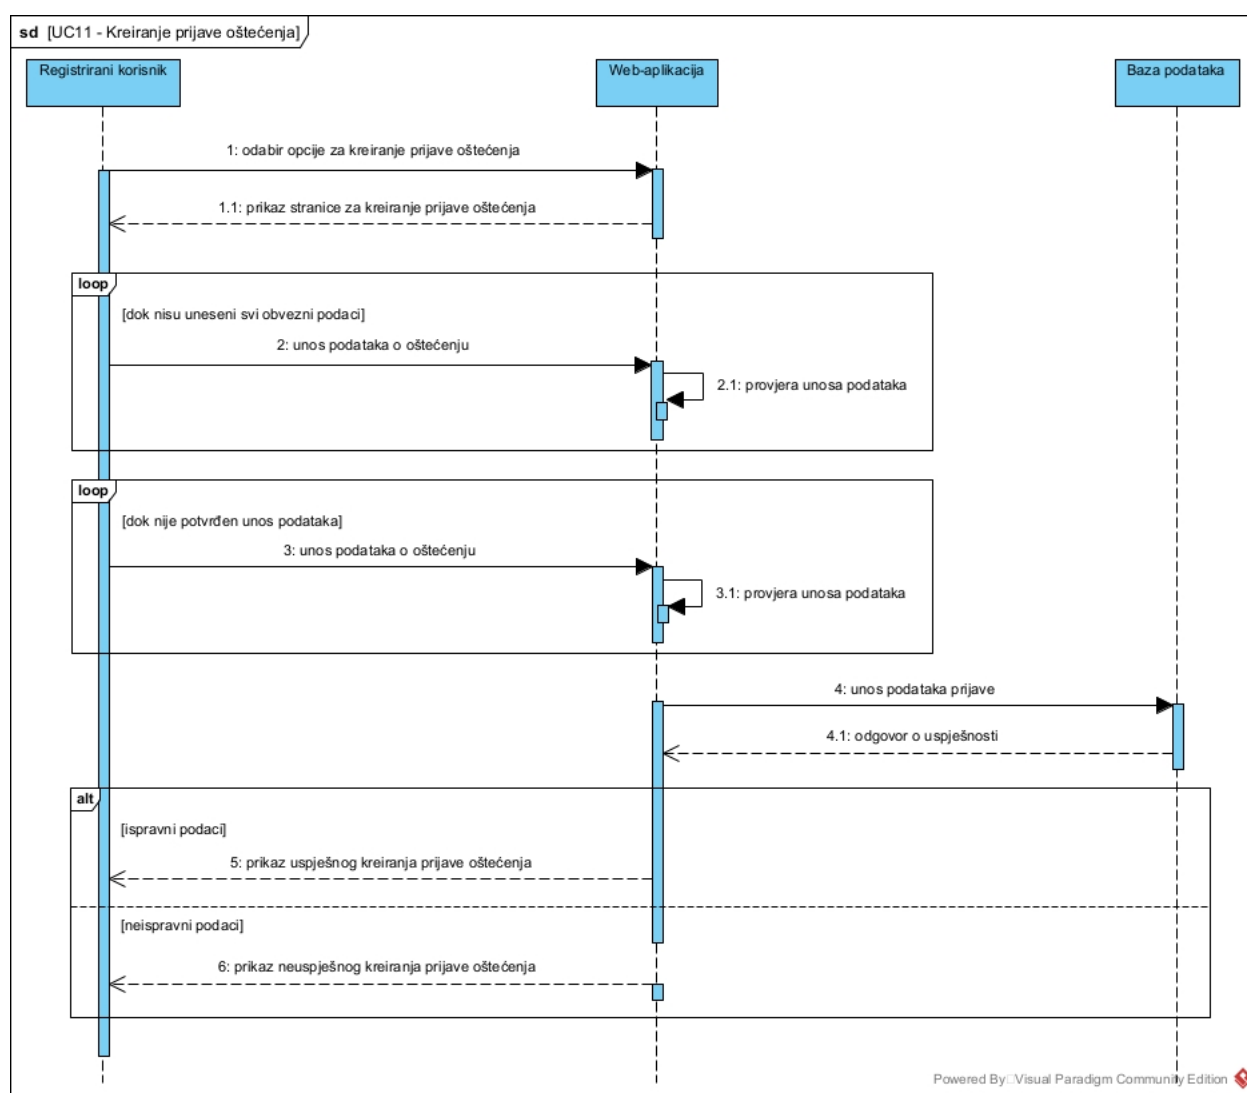 sd [UC11 - Kreiranje prijave oštećenja]
Registrirani korisnik
Web-aplikacija
Baza podataka
1: odabir opcije za kreiranje prijave oštećenja
1.1: prikaz stranice za kreiranje prijave oštećenja
loop
[dok nisu uneseni svi obvezni podaci]
2: unos podataka o oštećenju
2.1: provjera unosa podataka
loop
[dok nije potvrđen unos podataka]
3: unos podataka o oštećenju
3.1: provjera unosa podataka
4: unos podataka prijave
4.1: odgovor o uspješnosti
alt
[ispravni podaci]
5: prikaz uspješnog kreiranja prijave oštećenja
[neispravni podaci]
6: prikaz neuspješnog kreiranja prijave oštećenja
Powered By Visual Paradigm Community Edition